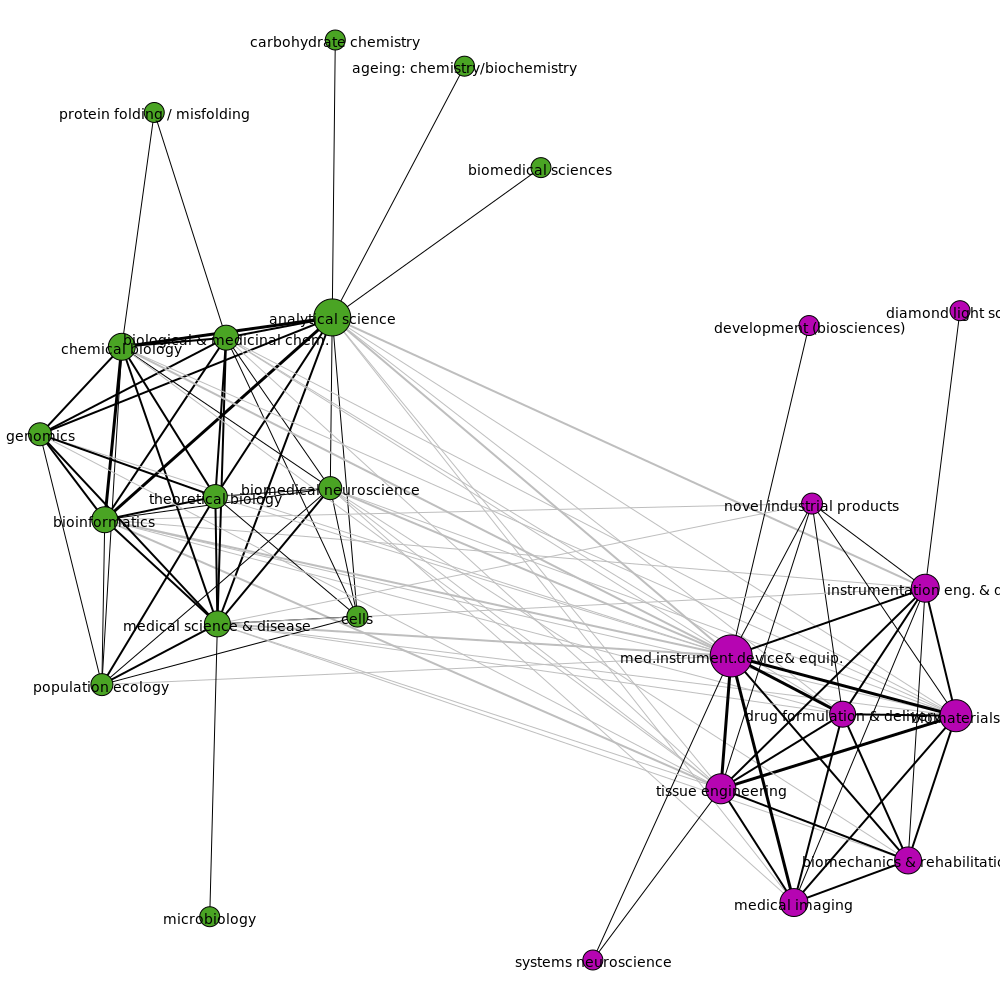 carbohydrate chemistry
ageing: chemistry/biochemistry
protein folding / misfolding
biomedical sciences
diamond light sc
analytical science
development (biosciences)
biological & medicinal chem.
chemical biology
genomics
biomedical neuroscience
theoretical biology
novel industrial products
bioinformatics
instrumentation eng. & d
cells
medical science & disease
med.instrument.device& equip.
population ecology
drug formulation & delivery
biomaterials
tissue engineering
biomechanics & rehabilitatio
medical imaging
microbiology
systems neuroscience